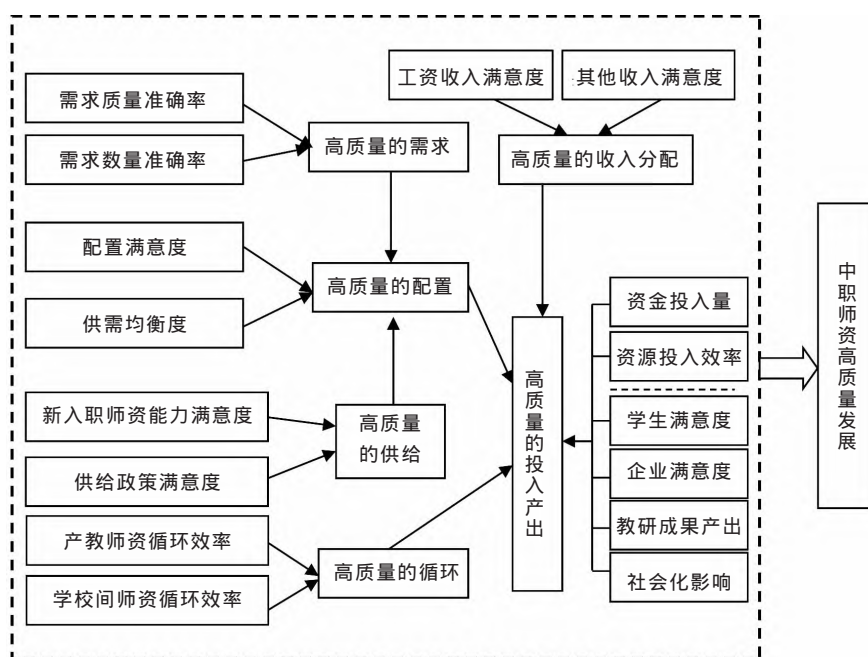 工资收入满意度
其他收入满意度
需求质量准确率
需求数量准确率
高质量的需求
高质量的收入分配
配置满意度
供需均衡度
高质量的配置
新入职师资能力满意度
供给政策满意度
高质量
的供给
产教师资循环效率
学校间师资循环效率
高质量的循环
高质量的投入产出
资金投入量
资源投入效率
学生满意度
企业满意度
教研成果产出
社会化影响
中职师资高质量发展